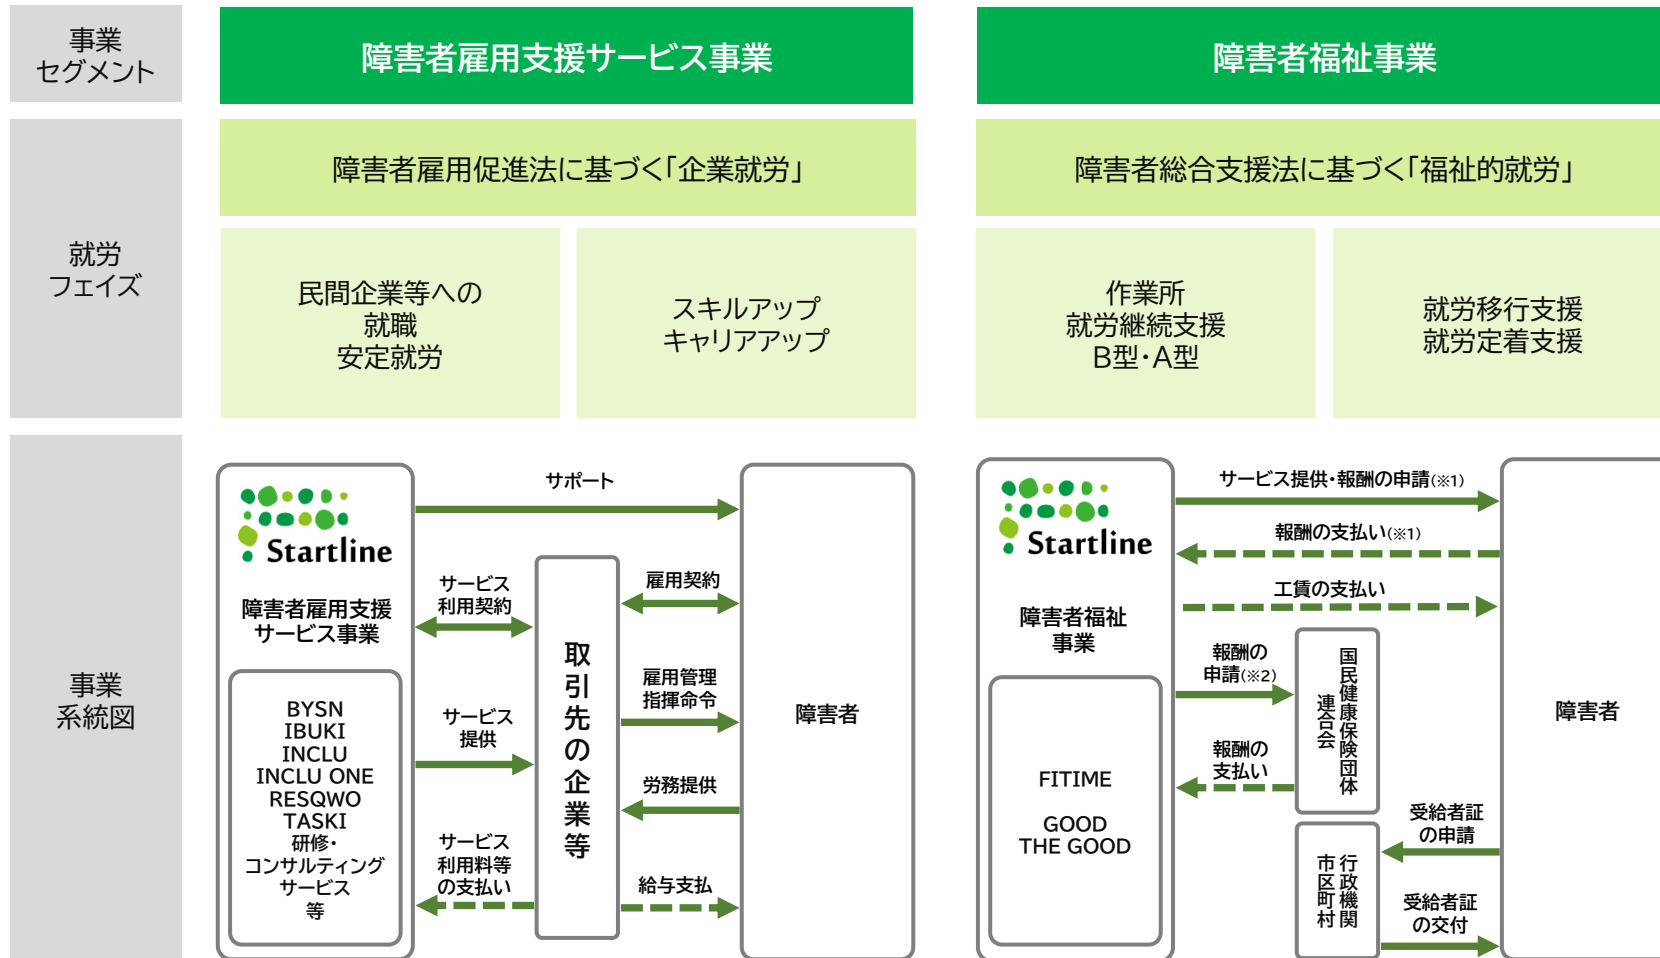 事業
セグメント
障害者雇用支援サービス事業
障害者福祉事業
就労
フェイズ
障害者雇用促進法に基づく「企業就労」
障害者総合支援法に基づく「福祉的就労」
民間企業等への
就職
安定就労
スキルアップ
キャリアアップ
作業所
就労継続支援
B型・A型
就労移行支援
就労定着支援
事業
系統図
Startline
障害者雇用支援
サービス事業
BYSN
IBUKI
INCLU
INCLU ONE
RESQWO
TASKI
研修・
コンサルティング
サービス
等
サポート
サービス
利用契約
サービス
提供
サービス
利用料等
の支払い
取引先の企業等
雇用契約
雇用管理
指揮命令
労務提供
給与支払
障害者
Startline
障害者福祉
事業
FITIME
GOOD
THE GOOD
サービス提供・報酬の申請(※1)
報酬の支払い(※1)
工賃の支払い
報酬の
申請(※2)
報酬の
支払い
国民健康保険団体
連合会
受給者証
の申請
行政機関
市区町村
受給者証
の交付
障害者